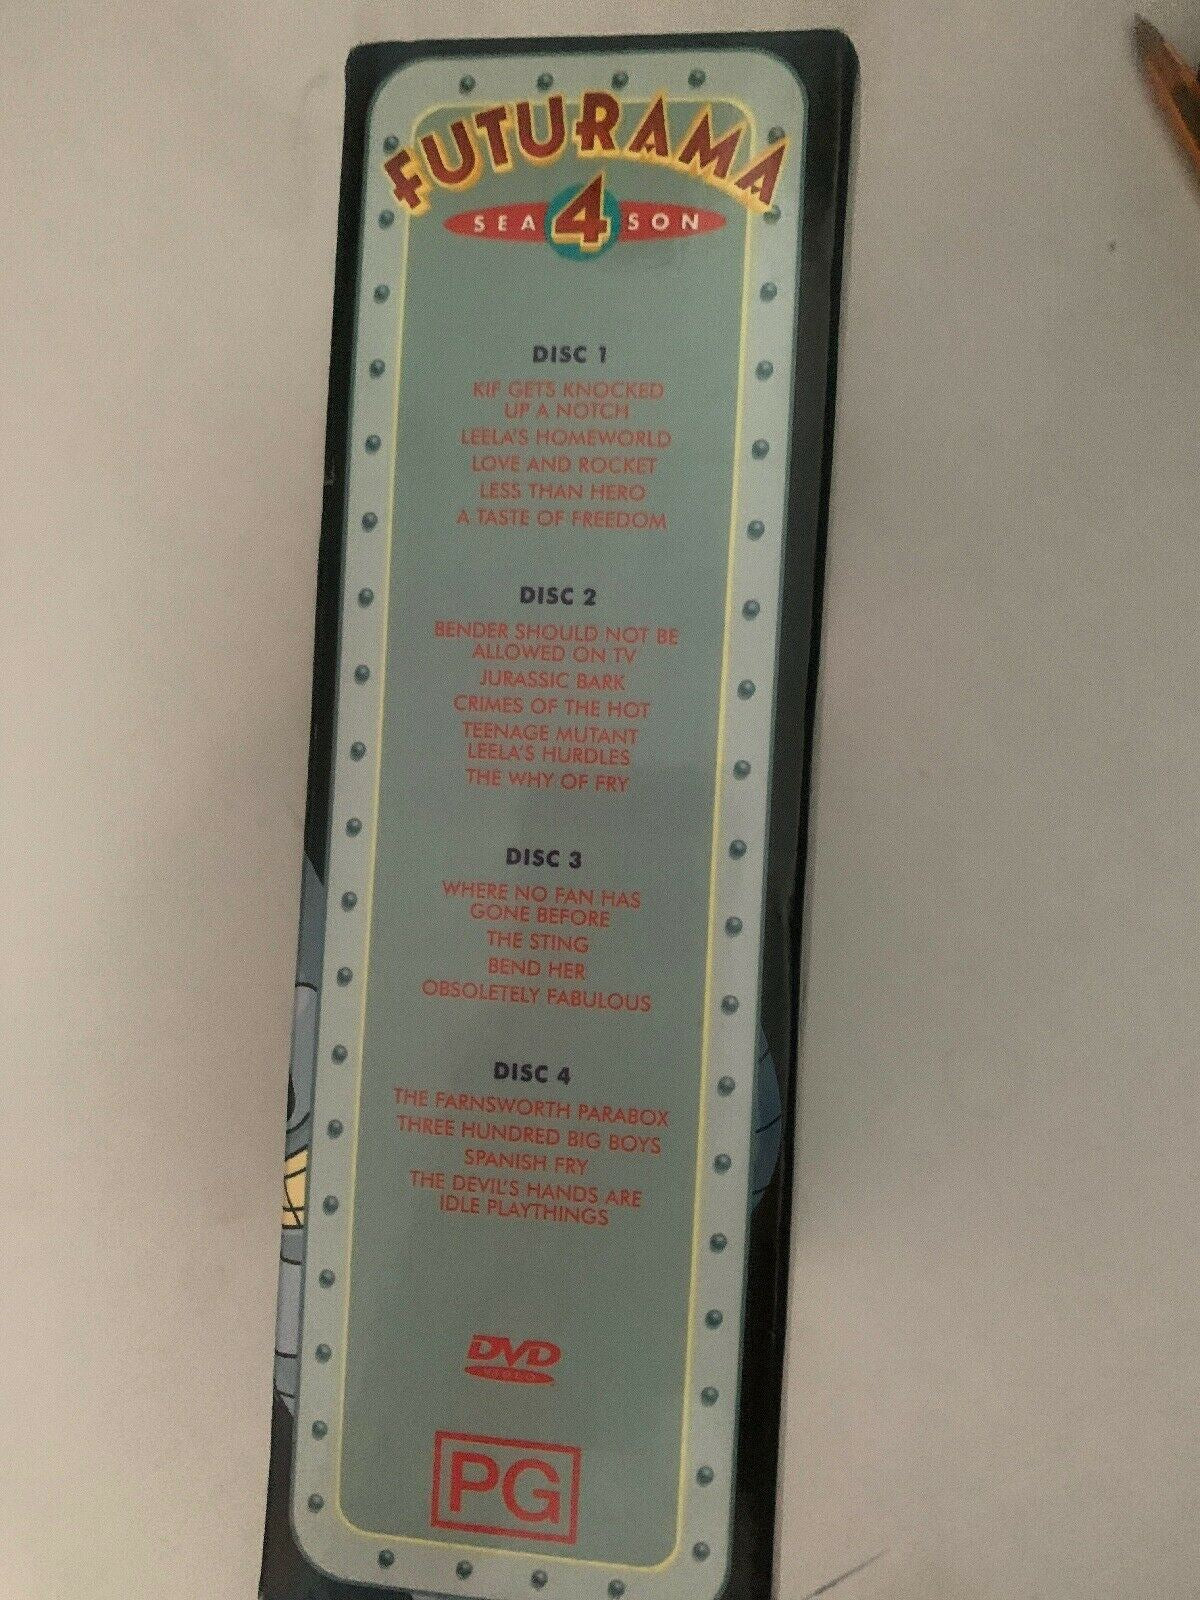 FUTURAMA
SEA 4 SON
DISC 1
KIF GETS KNOCKED
UP A NOTCH
LEELA'S HOMEWORLD
LOVE AND ROCKET
LESS THAN HERO
A TASTE OF FREEDOM
DISC 2
BENDER SHOULD NOT BE
ALLOWED ON TV
JURASSIC BARK
CRIMES OF THE HOT
TEENAGE MUTANT
LEELA'S HURDLES
THE WHY OF FRY
DISC 3
WHERE NO FAN HAS
GONE BEFORE
THE STING
BEND HER
OBSOLETELY FABULOUS
DISC 4
THE FARNSWORTH PARABOX
THREE HUNDRED BIG BOYS
SPANISH FRY
THE DEVIL'S HANDS ARE
IDLE PLAYTHINGS
DVD
VIDEO
PG